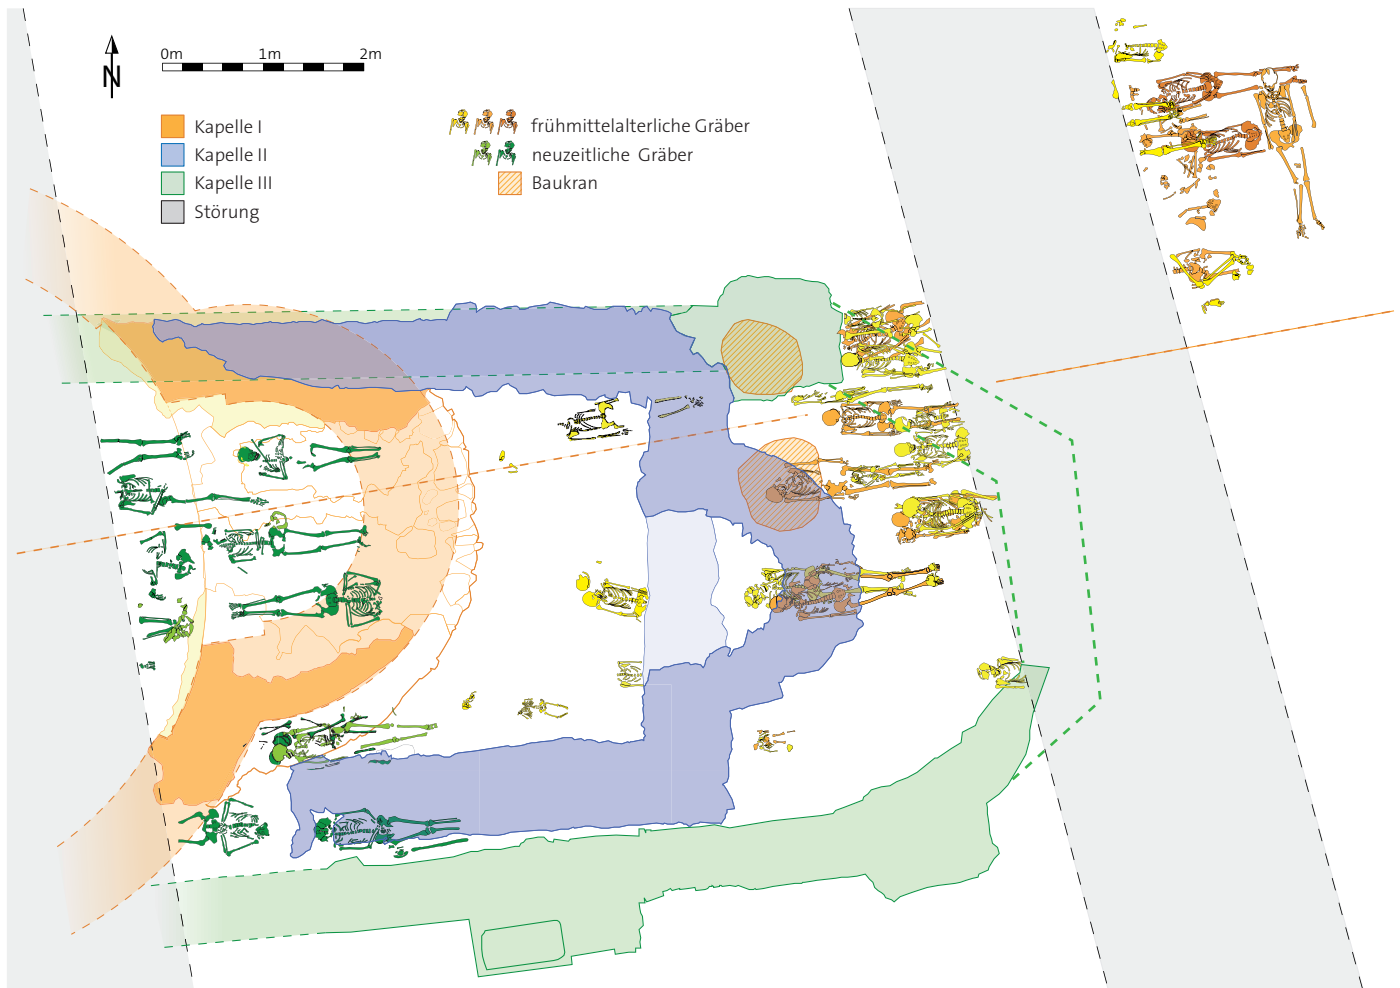 0m 1m 2m
N
Kapelle I
Kapelle II
Kapelle III
Störung
frühmittelalterliche Gräber
neuzeitliche Gräber
Baukran